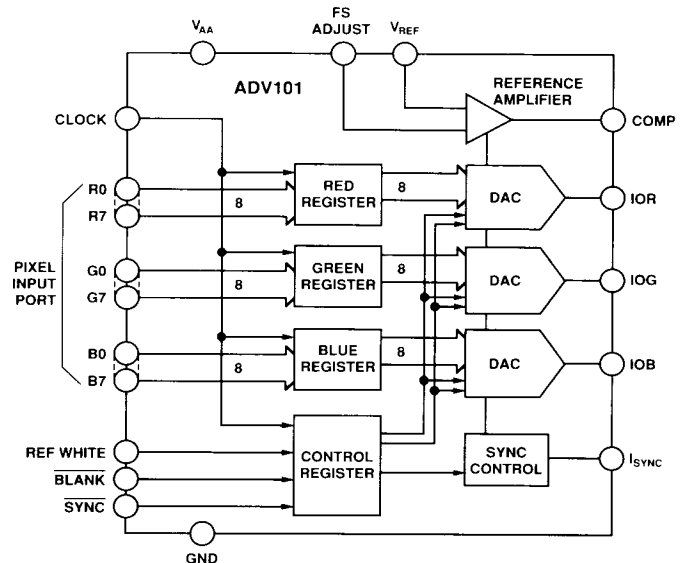 FS
ADJUST
VAA
VREF
ADV101
REFERENCE
AMPLIFIER
CLOCK
COMP
R0
8
RED
REGISTER
8
DAC
IOR
R7
PIXEL
INPUT
PORT
G0
8
GREEN
REGISTER
8
DAC
IOG
G7
B0
8
BLUE
REGISTER
8
DAC
IOB
B7
REF WHITE
CONTROL
REGISTER
SYNC
CONTROL
ISYNC
BLANK
SYNC
GND